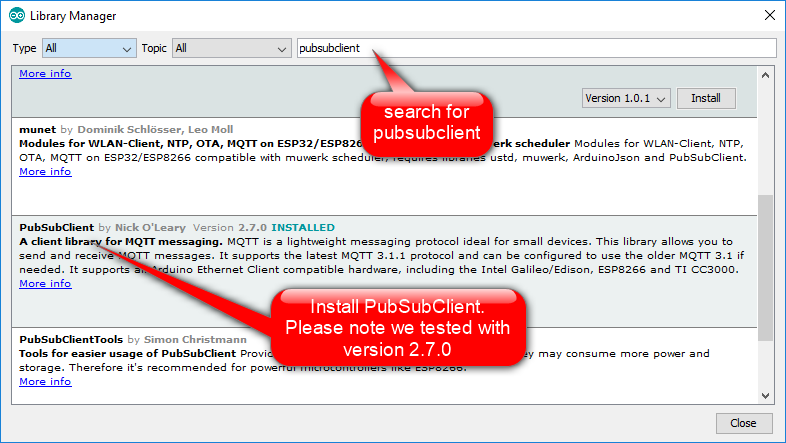 Library Manager
Type All Topic All pubsubclient
More info
Version 1.0.1 Install
search for
pubsubclient
munet by Dominik Schlösser, Leo Moll
Modules for WLAN-Client, NTP, OTA, MQTT on ESP32/ESP826 werk scheduler Modules for WLAN-Client, NTP,
OTA, MQTT on ESP32/ESP8266 compatible with muwerk scheduler, requires libraries ustd, muwerk, ArduinoJson and PubSubClient.
More info
PubSubClient by Nick O'Leary Version 2.7.0 INSTALLED
A client library for MQTT messaging. MQTT is a lightweight messaging protocol ideal for small devices. This library allows you to
send and receive MQTT messages. It supports the latest MQTT 3.1.1 protocol and can be configured to use the older MQTT 3.1 if
needed. It supports all Arduino Ethernet Client compatible hardware, including the Intel Galileo/Edison, ESP8266 and TI CC3000.
More info
Install PubSubClient.
Please note we tested with
version 2.7.0
PubSubClientTools by Simon Christmann
Tools for easier usage of PubSubClient Provid ey may consume more power and
storage. Therefore it's recommended for powerful microcontrollers like ESP8266.
More info
Close